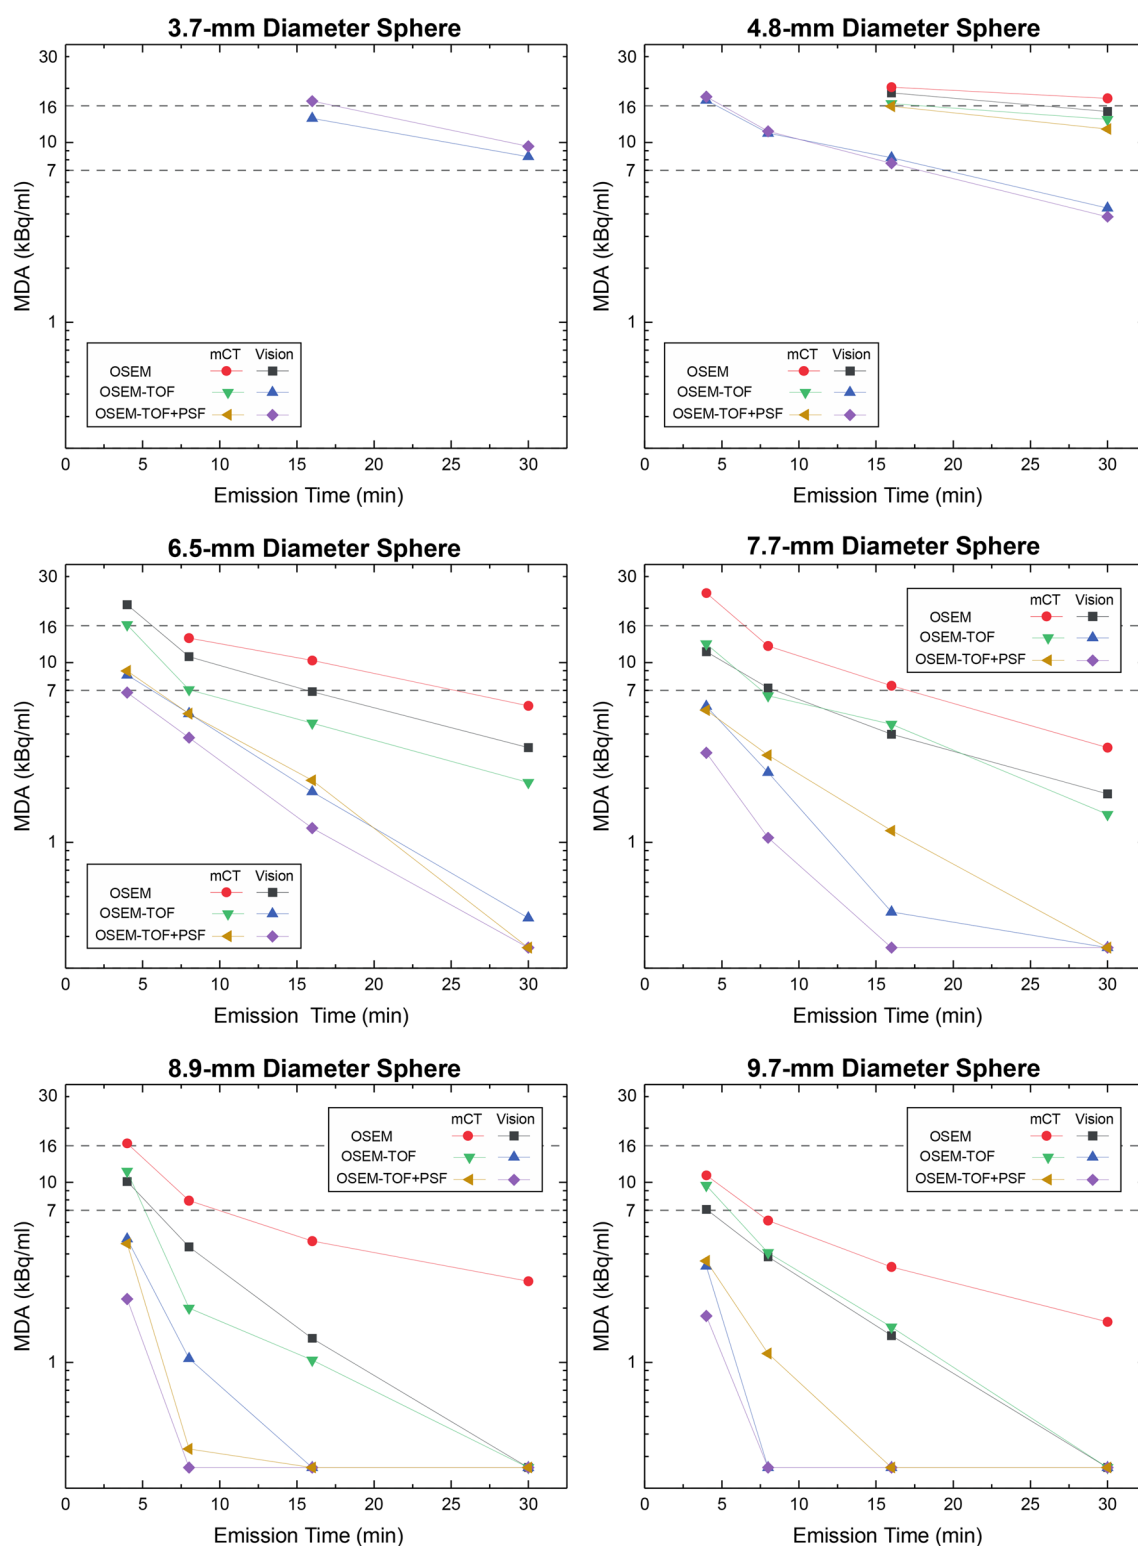 3.7-mm Diameter Sphere
30
16
10
7
1
MDA (kBq/ml)
mCT Vision
OSEM
OSEM-TOF
OSEM-TOF+PSF
0 5 10 15 20 25 30
Emission Time (min)
4.8-mm Diameter Sphere
30
16
10
7
1
MDA (kBq/ml)
mCT Vision
OSEM
OSEM-TOF
OSEM-TOF+PSF
0 5 10 15 20 25 30
Emission Time (min)
6.5-mm Diameter Sphere
30
16
10
7
1
MDA (kBq/ml)
mCT Vision
OSEM
OSEM-TOF
OSEM-TOF+PSF
0 5 10 15 20 25 30
Emission Time (min)
7.7-mm Diameter Sphere
30
16
10
7
1
MDA (kBq/ml)
mCT Vision
OSEM
OSEM-TOF
OSEM-TOF+PSF
0 5 10 15 20 25 30
Emission Time (min)
8.9-mm Diameter Sphere
30
16
10
7
1
MDA (kBq/ml)
mCT Vision
OSEM
OSEM-TOF
OSEM-TOF+PSF
0 5 10 15 20 25 30
Emission Time (min)
9.7-mm Diameter Sphere
30
16
10
7
1
MDA (kBq/ml)
mCT Vision
OSEM
OSEM-TOF
OSEM-TOF+PSF
0 5 10 15 20 25 30
Emission Time (min)